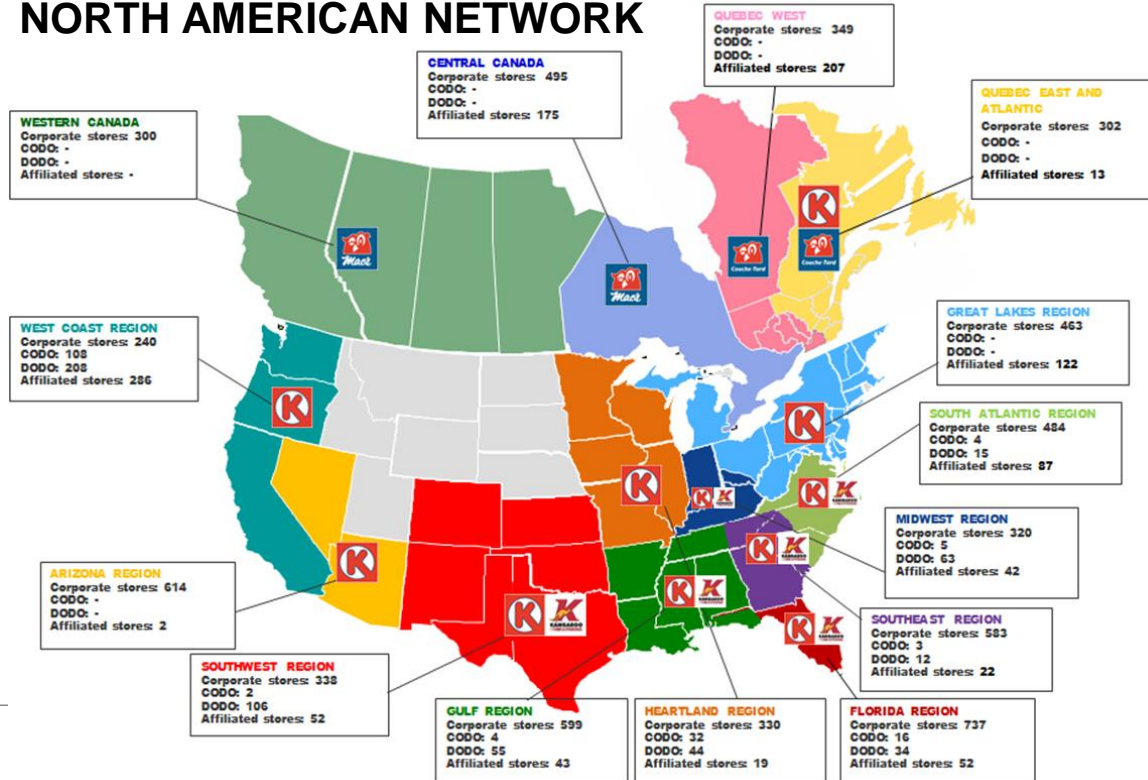 NORTH AMERICAN NETWORK
QUEBEC WEST
Corporate stores: 349
CODO: -
DODO: -
Affiliated stores: 207
CENTRAL CANADA
Corporate stores: 495
CODO: -
DODO: -
Affiliated stores: 175
QUEBEC EAST AND
ATLANTIC
Corporate stores: 302
CODO: -
DODO: -
Affiliated stores: 13
WESTERN CANADA
Corporate stores: 300
CODO: -
DODO: -
Affiliated stores: -
K
Mac's
Couche-Tard
Couche-Tard
Mac's
WEST COAST REGION
Corporate stores: 240
CODO: 108
DODO: 208
Affiliated stores: 286
GREAT LAKES REGION
Corporate stores: 463
CODO: -
DODO: -
Affiliated stores: 122
K
K
SOUTH ATLANTIC REGION
Corporate stores: 484
CODO: 4
DODO: 15
Affiliated stores: 87
K
K K
K K
MIDWEST REGION
Corporate stores: 320
CODO: 5
DODO: 63
Affiliated stores: 42
K
K K
KANGAROO
ARIZONA REGION
Corporate stores: 614
CODO: -
DODO: -
Affiliated stores: 2
K K
K K
KANGAROO
SOUTHEAST REGION
Corporate stores: 583
CODO: 3
DODO: 12
Affiliated stores: 22
K K
SOUTHWEST REGION
Corporate stores: 338
CODO: 2
DODO: 106
Affiliated stores: 52
GULF REGION
Corporate stores: 599
CODO: 4
DODO: 55
Affiliated stores: 43
HEARTLAND REGION
Corporate stores: 330
CODO: 32
DODO: 44
Affiliated stores: 19
FLORIDA REGION
Corporate stores: 737
CODO: 16
DODO: 34
Affiliated stores: 52